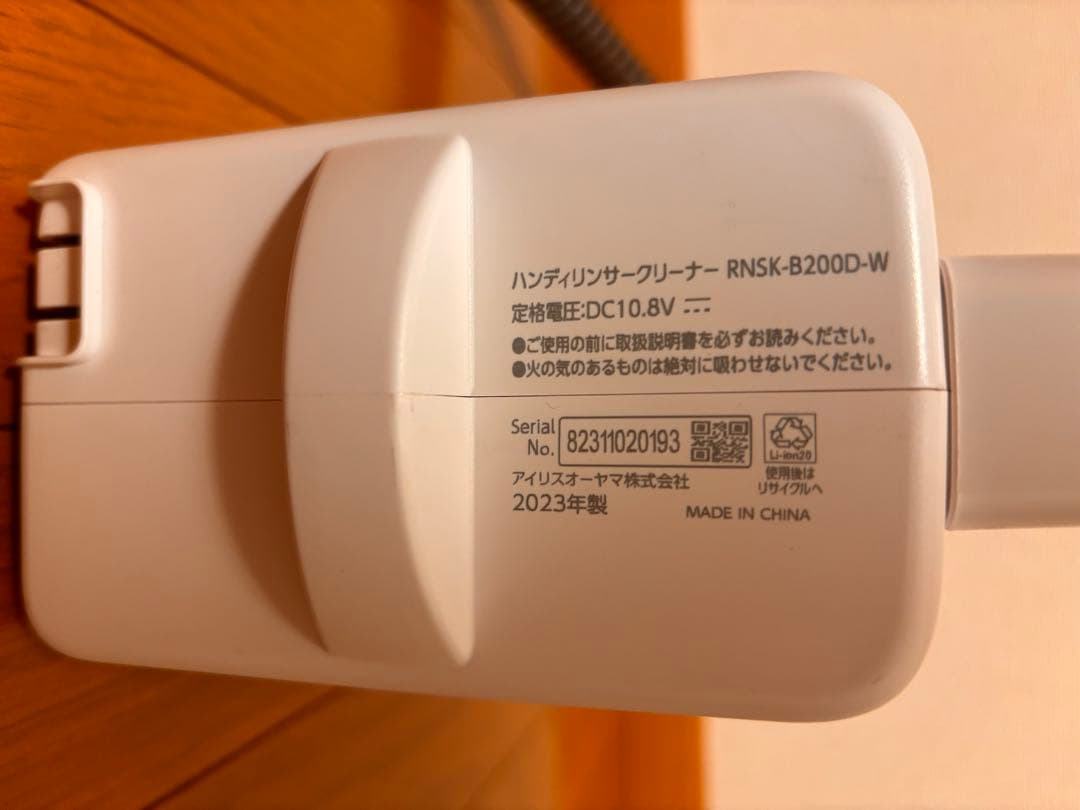 ハンディリンサークリーナー RNSK-B200D-W
定格電圧:DC10.8V ⎓
●ご使用の前に取扱説明書を必ずお読みください。
●火の気のあるものは絶対に吸わせないでください。
Serial No. 82311020193
Li-ion20
使用後は
リサイクルへ
アイリスオーヤマ株式会社
2023年製
MADE IN CHINA